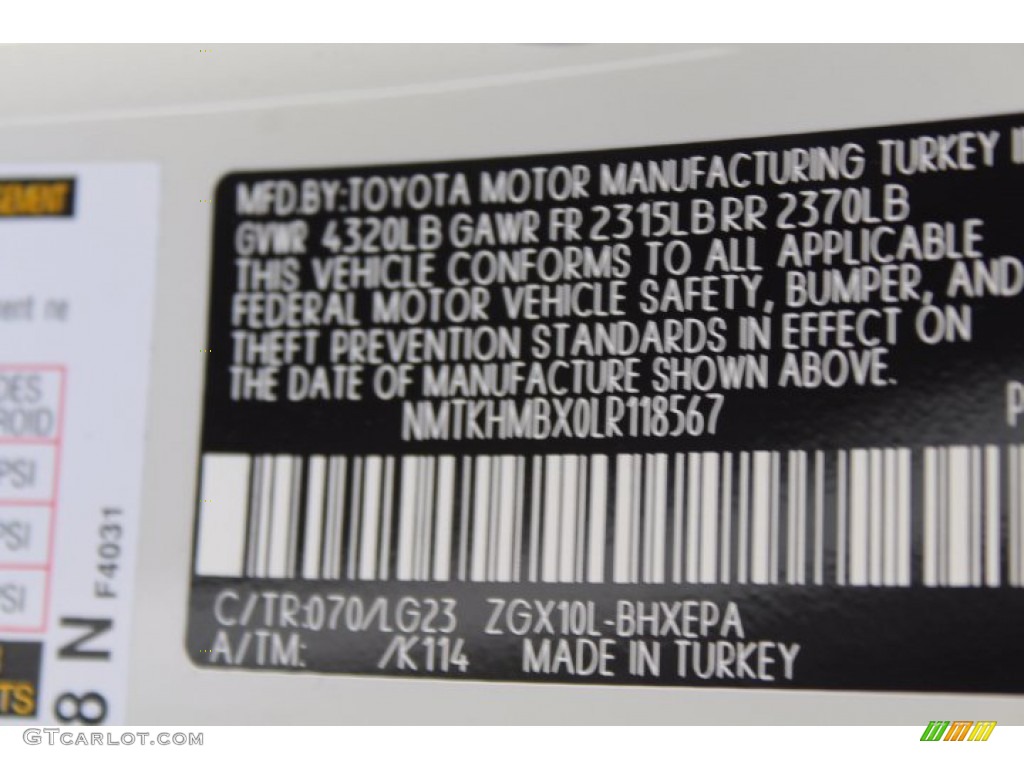 MFD.BY:TOYOTA MOTOR MANUFACTURING TURKEY
GVWR 4320LB GAWR FR 2315LB RR 2370LB
THIS VEHICLE CONFORMS TO ALL APPLICABLE
FEDERAL MOTOR VEHICLE SAFETY, BUMPER, AND
THEFT PREVENTION STANDARDS IN EFFECT ON
THE DATE OF MANUFACTURE SHOWN ABOVE.
NMTKHMBX0LR118567
C/TR:070/LG23 ZGX10L-BHXEPA
A/TM: /K114 MADE IN TURKEY
ne
PSI
PSI
PSI
F4031
8 N
GTCARLOT.COM